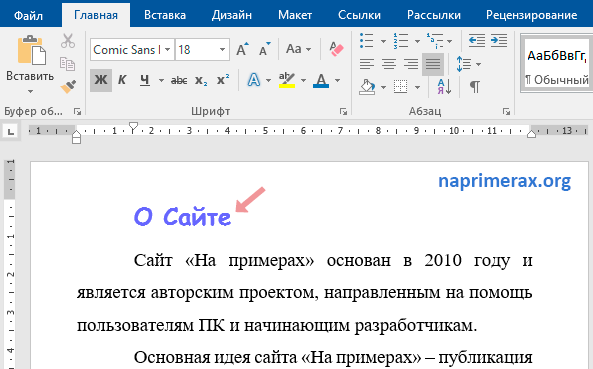 Файл Главная Вставка Дизайн Макет Ссылки Рассылки Рецензирование
Comic Sans 18 Aa
АаБбВвГг,
Вставить
Ж К Ч abc x₂ x² A А
¶ Обычный
Буфер об... Шрифт Абзац
1 1 2 3 4 5 6 7 8 9 10 11 13
naprimerax.org
О Сайте
Сайт «На примерах» основан в 2010 году и
является авторским проектом, направленным на помощь
пользователям ПК и начинающим разработчикам.
Основная идея сайта «На примерах» – публикация